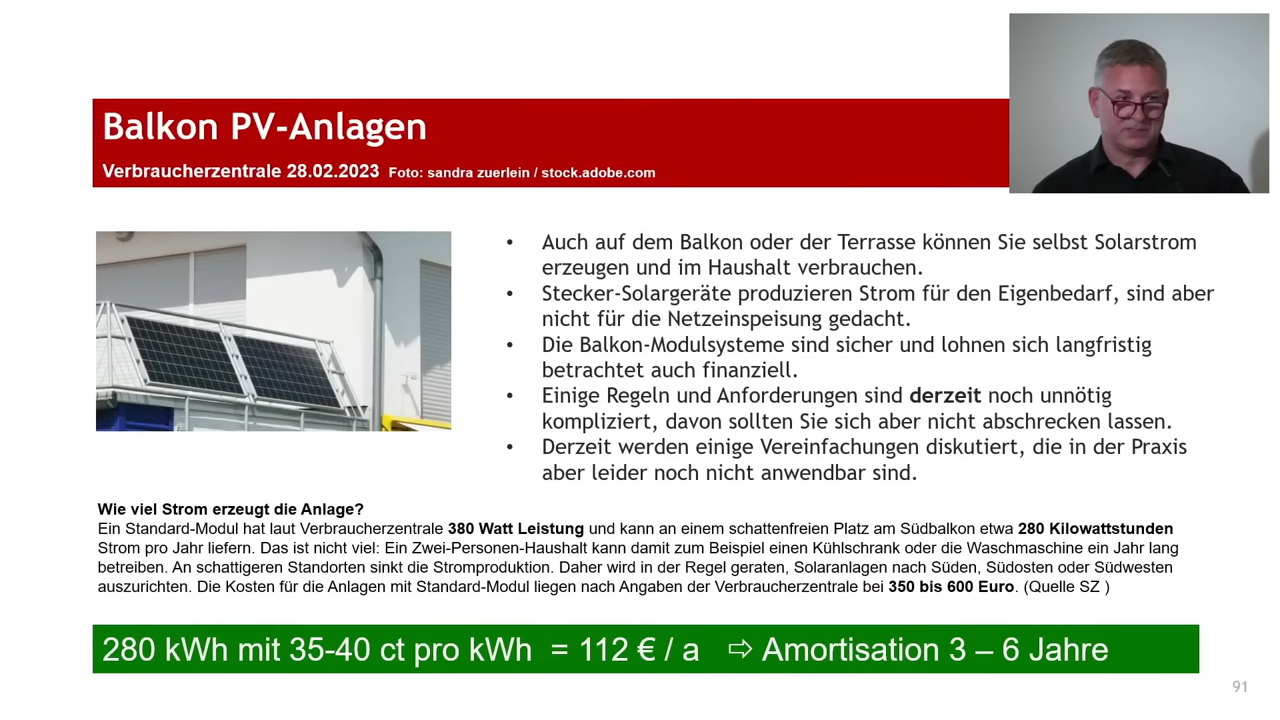 Balkon PV-Anlagen
Verbraucherzentrale 28.02.2023 Foto: sandra zuerlein / stock.adobe.com
• Auch auf dem Balkon oder der Terrasse können Sie selbst Solarstrom
erzeugen und im Haushalt verbrauchen.
• Stecker-Solargeräte produzieren Strom für den Eigenbedarf, sind aber
nicht für die Netzeinspeisung gedacht.
• Die Balkon-Modulsysteme sind sicher und lohnen sich langfristig
betrachtet auch finanziell.
• Einige Regeln und Anforderungen sind derzeit noch unnötig
kompliziert, davon sollten Sie sich aber nicht abschrecken lassen.
• Derzeit werden einige Vereinfachungen diskutiert, die in der Praxis
aber leider noch nicht anwendbar sind.
Wie viel Strom erzeugt die Anlage?
Ein Standard-Modul hat laut Verbraucherzentrale 380 Watt Leistung und kann an einem schattenfreien Platz am Südbalkon etwa 280 Kilowattstunden
Strom pro Jahr liefern. Das ist nicht viel: Ein Zwei-Personen-Haushalt kann damit zum Beispiel einen Kühlschrank oder die Waschmaschine ein Jahr lang
betreiben. An schattigeren Standorten sinkt die Stromproduktion. Daher wird in der Regel geraten, Solaranlagen nach Süden, Südosten oder Südwesten
auszurichten. Die Kosten für die Anlagen mit Standard-Modul liegen nach Angaben der Verbraucherzentrale bei 350 bis 600 Euro. (Quelle SZ )
280 kWh mit 35-40 ct pro kWh = 112 € / a ⇨ Amortisation 3 – 6 Jahre
91